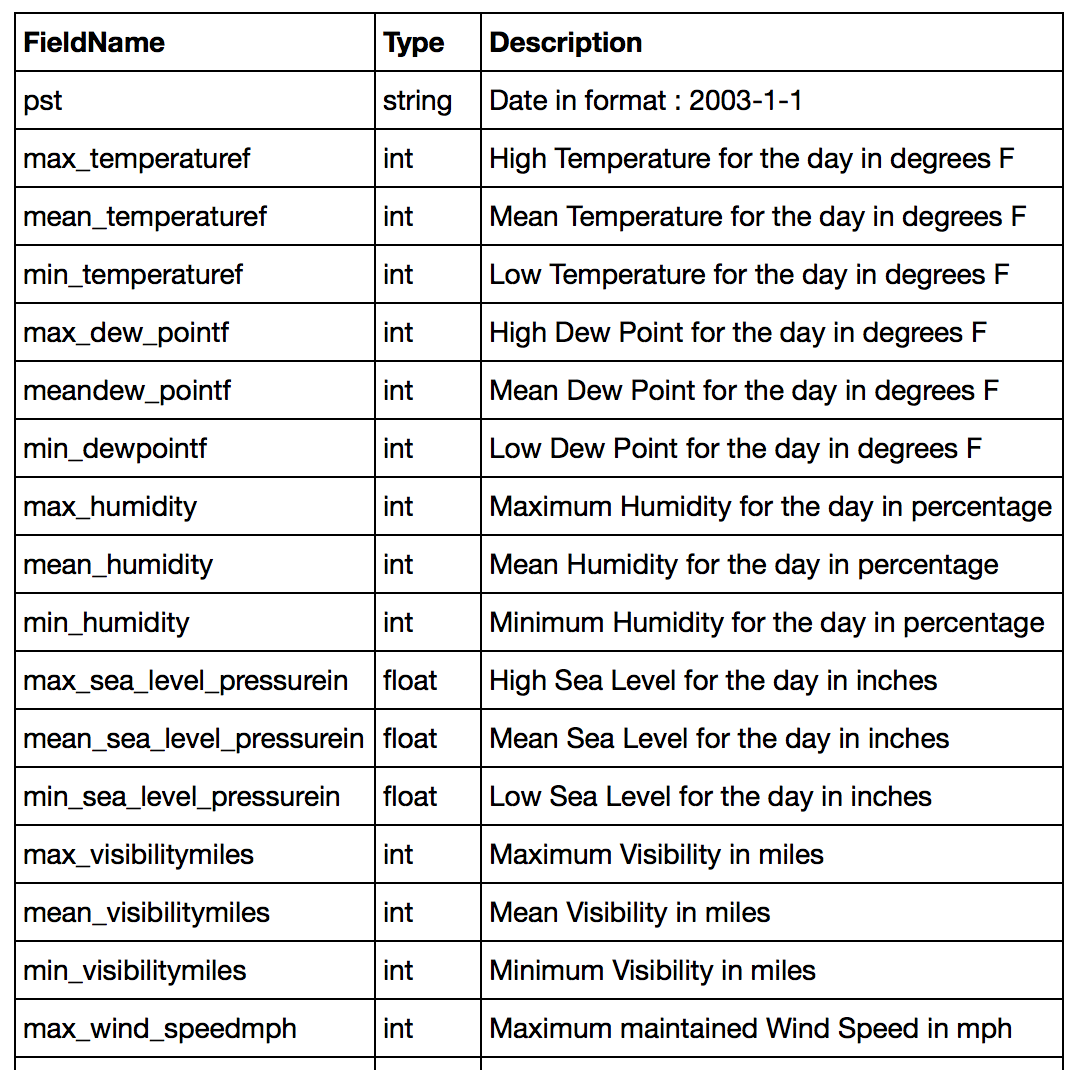 FieldName Type Description
pst string Date in format : 2003-1-1
max_temperaturef int High Temperature for the day in degrees F
mean_temperaturef int Mean Temperature for the day in degrees F
min_temperaturef int Low Temperature for the day in degrees F
max_dew_pointf int High Dew Point for the day in degrees F
meandew_pointf int Mean Dew Point for the day in degrees F
min_dewpointf int Low Dew Point for the day in degrees F
max_humidity int Maximum Humidity for the day in percentage
mean_humidity int Mean Humidity for the day in percentage
min_humidity int Minimum Humidity for the day in percentage
max_sea_level_pressurein float High Sea Level for the day in inches
mean_sea_level_pressurein float Mean Sea Level for the day in inches
min_sea_level_pressurein float Low Sea Level for the day in inches
max_visibilitymiles int Maximum Visibility in miles
mean_visibilitymiles int Mean Visibility in miles
min_visibilitymiles int Minimum Visibility in miles
max_wind_speedmph int Maximum maintained Wind Speed in mph